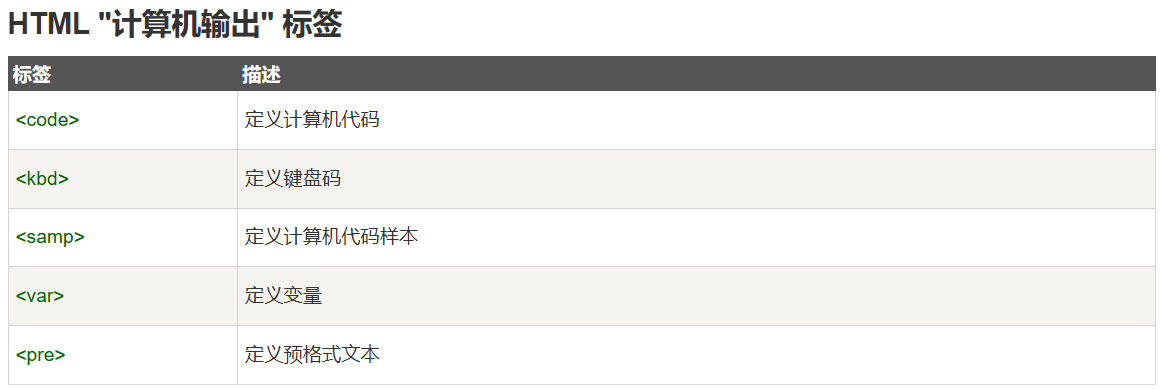 HTML "计算机输出" 标签
标签 描述
<code> 定义计算机代码
<kbd> 定义键盘码
<samp> 定义计算机代码样本
<var> 定义变量
<pre> 定义预格式文本